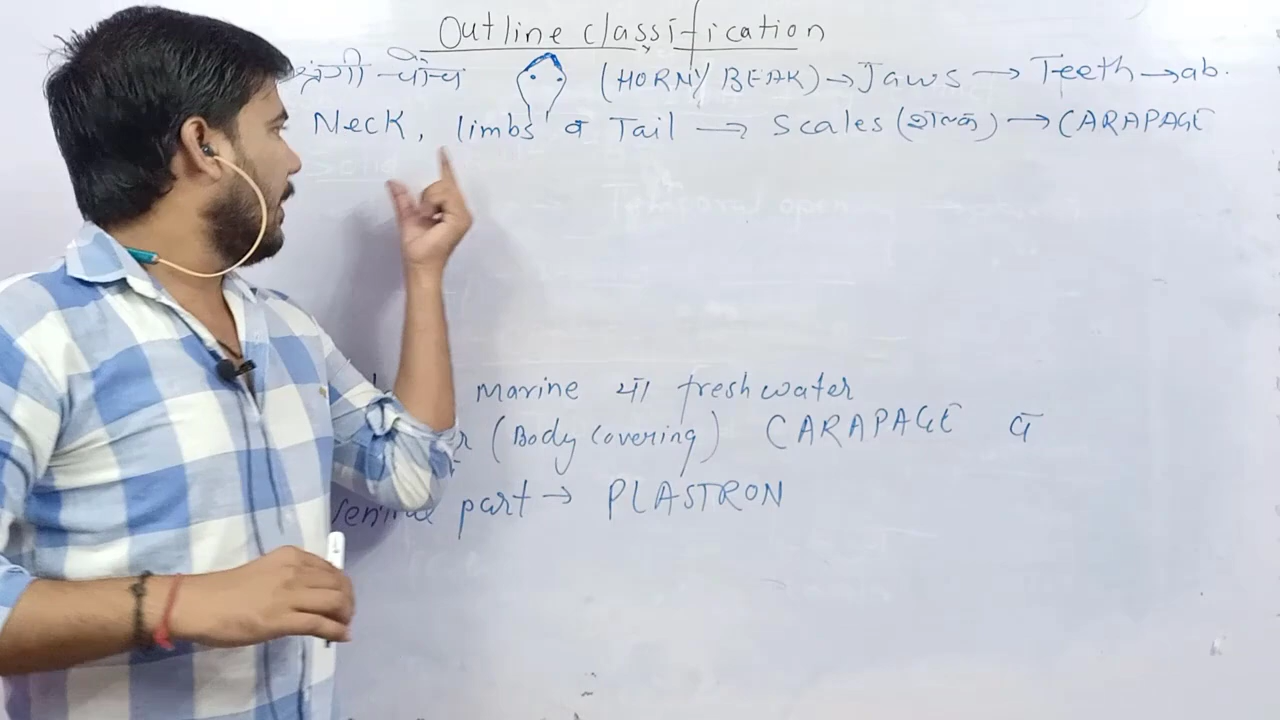 Outline classification
श्रृंगी चोंच (HORNY BEAK) → Jaws → Teeth → ab.
Neck, limbs व Tail → Scales (शल्क) → CARAPAGE
marine या freshwater
(Body covering) CARAPAGE व
part → PLASTRON